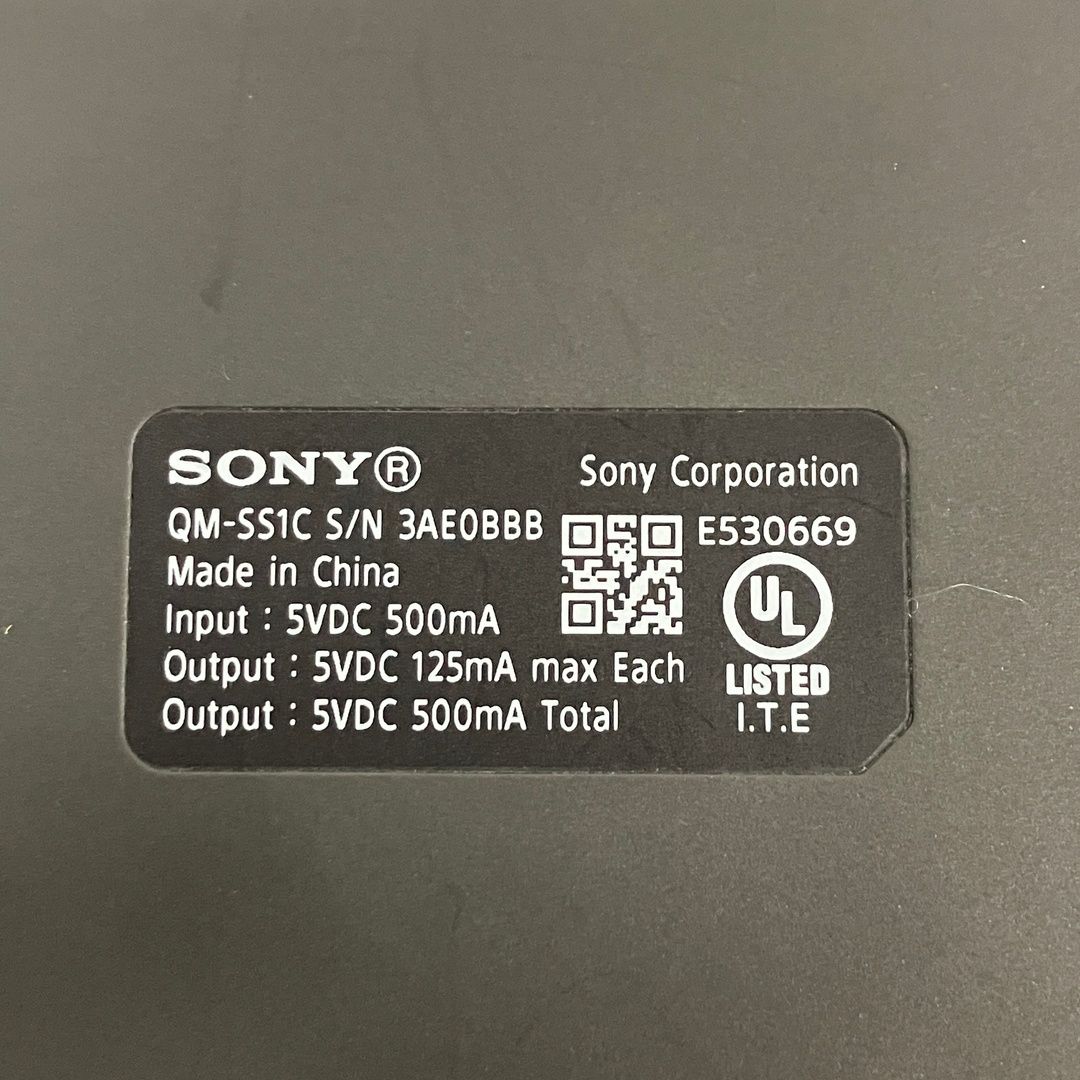 SONY®
Sony Corporation
QM-SS1C S/N 3AE0BBB
E530669
Made in China
Input : 5VDC 500mA
Output : 5VDC 125mA max Each
Output : 5VDC 500mA Total
UL
LISTED
I.T.E